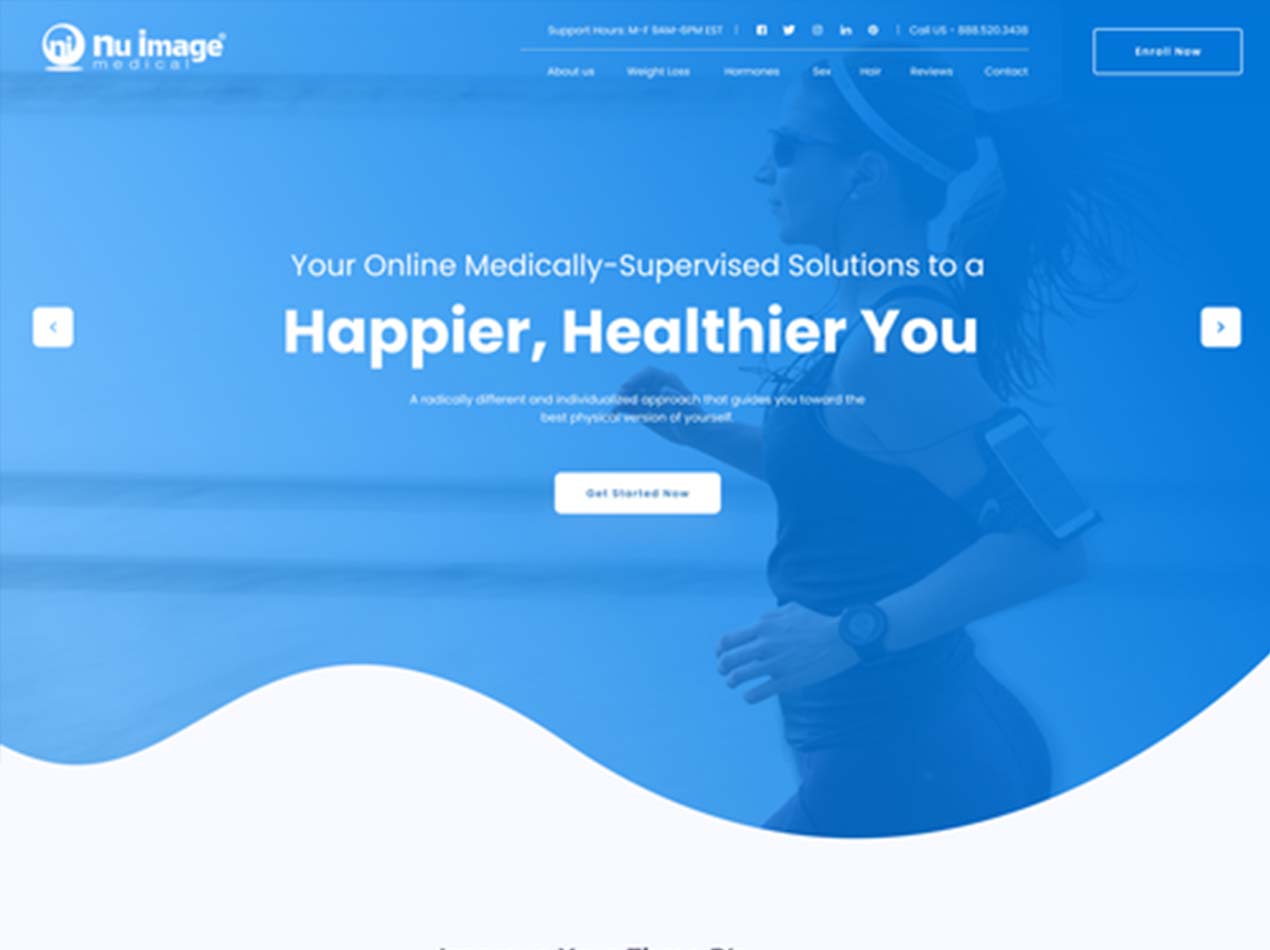 nu image®
medical
Support Hours: M-F 9AM-6PM EST | | Call US - 888.520.3438
Enroll Now
About us Weight Loss Hormones Sex Hair Reviews Contact
Your Online Medically-Supervised Solutions to a
Happier, Healthier You
A radically different and individualized approach that guides you toward the
best physical version of yourself.
Get Started Now